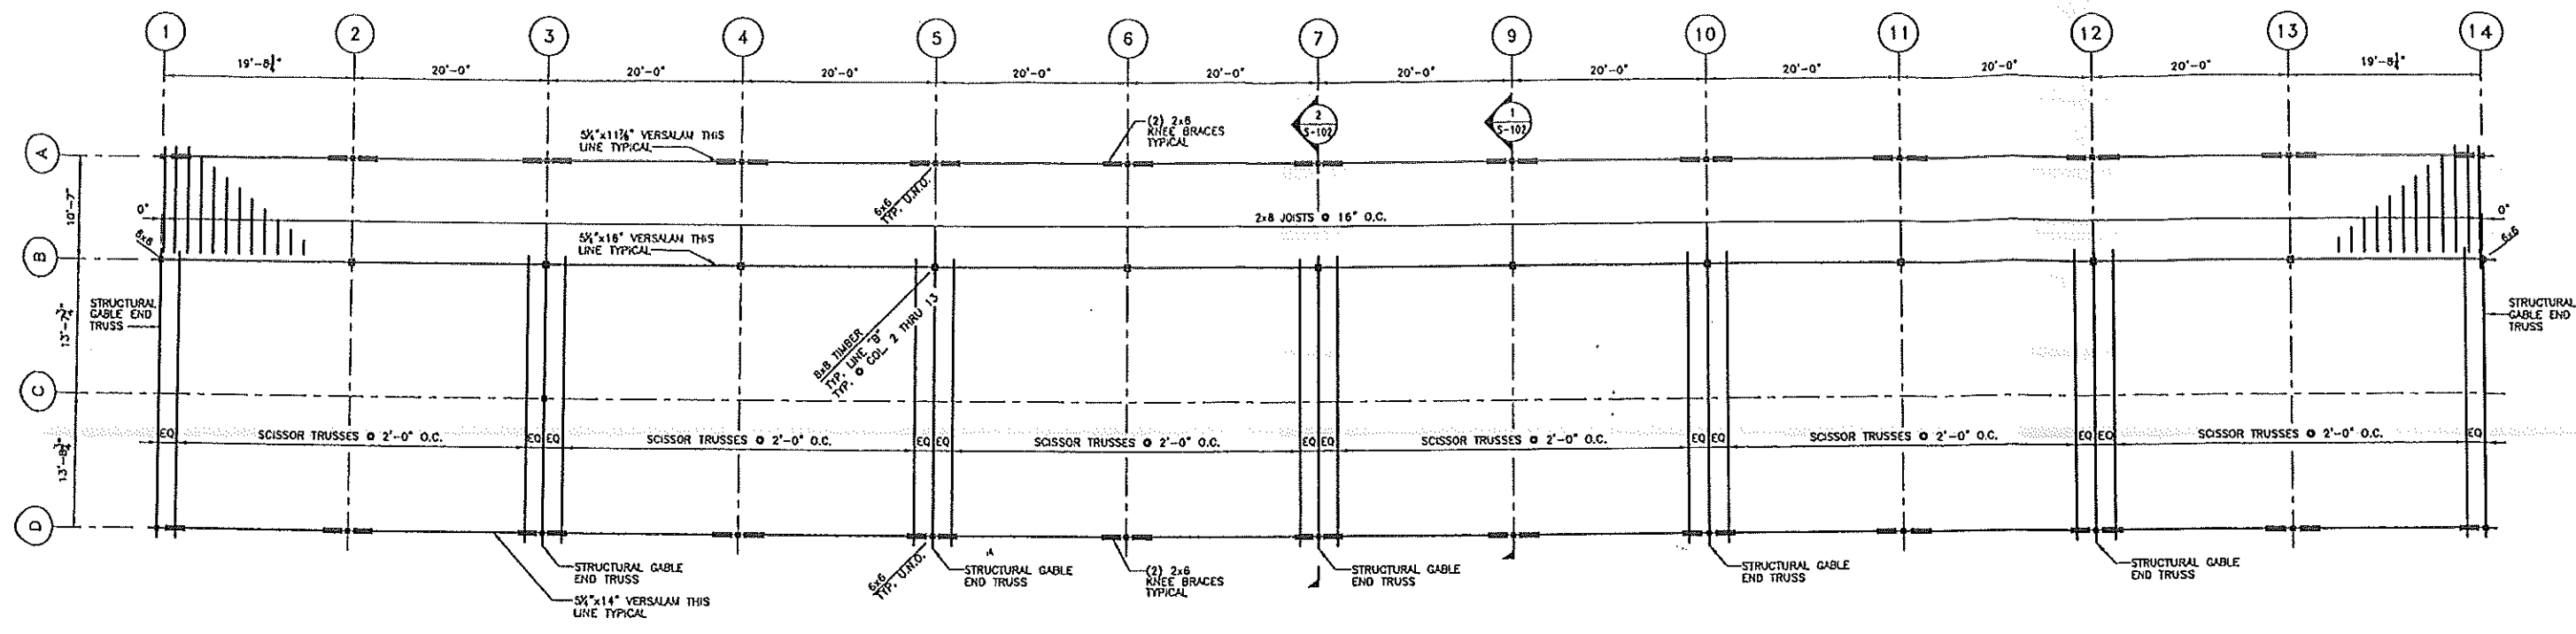 1 2 3 4 5 6 7 9 10 11 12 13 14
19'-8¼" 20'-0" 20'-0" 20'-0" 20'-0" 20'-0" 20'-0" 20'-0" 20'-0" 20'-0" 20'-0" 19'-8¼"
2
S-102
1
S-102
(2) 2x6
KNEE BRACES
TYPICAL
5¼"x11⅞" VERSALAM THIS
LINE TYPICAL
A
10'-7"
6x6
TYP. U.N.O.
0"
2x8 JOISTS @ 16" O.C.
0"
6x6
6x6
5¼"x16" VERSALAM THIS
LINE TYPICAL
B
STRUCTURAL
GABLE END
TRUSS
13'-7¾"
8x8 TIMBER
TYP. LINE "B"
TYP. @ COL. 2 THRU 13
STRUCTURAL
GABLE END
TRUSS
C
EQ SCISSOR TRUSSES @ 2'-0" O.C. EQ EQ SCISSOR TRUSSES @ 2'-0" O.C. EQ EQ SCISSOR TRUSSES @ 2'-0" O.C. EQ EQ SCISSOR TRUSSES @ 2'-0" O.C. EQ EQ SCISSOR TRUSSES @ 2'-0" O.C. EQ EQ SCISSOR TRUSSES @ 2'-0" O.C. EQ
13'-8¾"
D
STRUCTURAL GABLE
END TRUSS
5¼"x14" VERSALAM THIS
LINE TYPICAL
6x6
TYP. U.N.O.
STRUCTURAL GABLE
END TRUSS
(2) 2x6
KNEE BRACES
TYPICAL
STRUCTURAL GABLE
END TRUSS
STRUCTURAL GABLE
END TRUSS
STRUCTURAL GABLE
END TRUSS